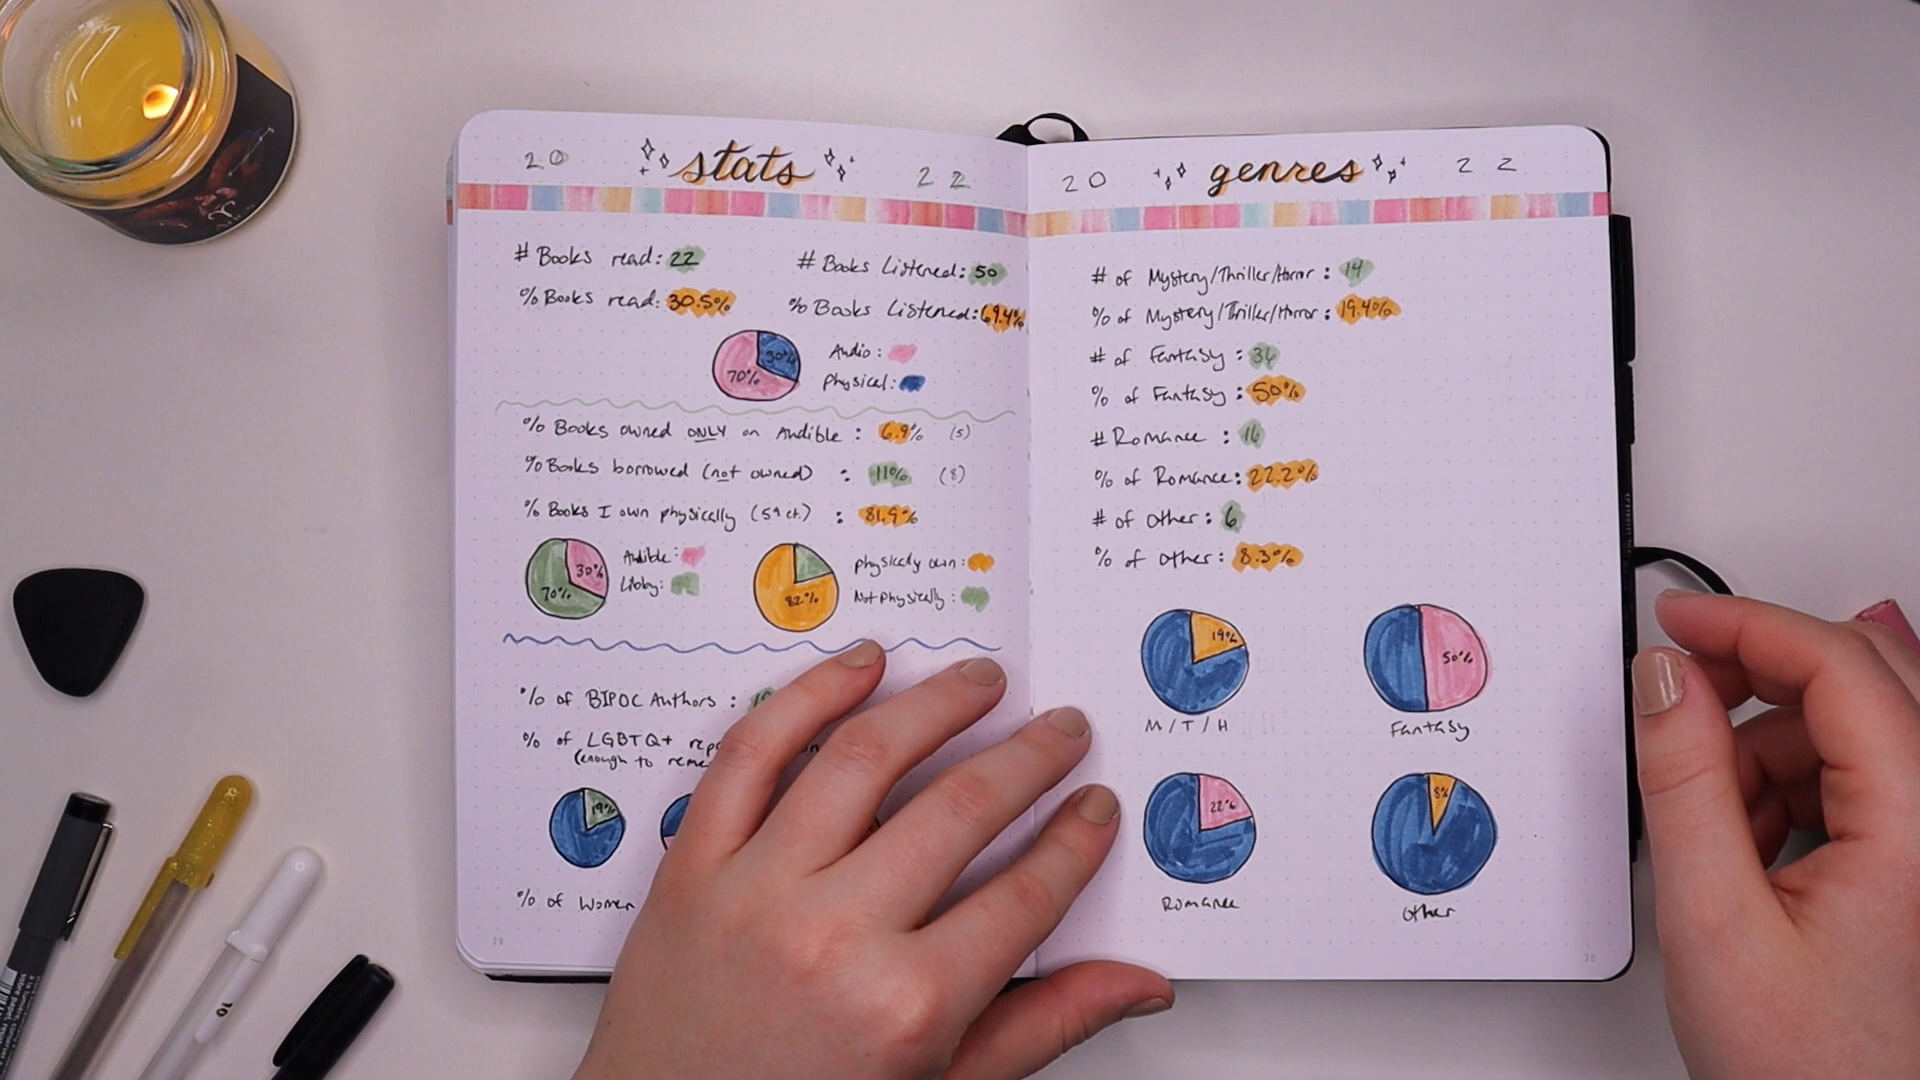 20 stats 22
# Books read: 22
# Books Listened: 50
% Books read: 30.5%
% Books Listened: 69.4%
30%
70%
Audio:
Physical:
% Books owned ONLY on Audible : 6.9% (5)
% Books borrowed (not owned) : 11% (8)
% Books I own physically (59 ct.) : 81.9%
30%
70%
Audible:
Libby:
82%
physically own:
Not physically:
% of BIPOC Authors :
% of LGBTQ+
(enough to
19%
% of Women
29
20 genres 22
# of Mystery/Thriller/Horror : 14
% of Mystery/Thriller/Horror : 19.4%
# of Fantasy : 36
% of Fantasy : 50%
# Romance : 16
% of Romance: 22.2%
# of Other: 6
% of Other: 8.3%
19%
M / T / H
50%
Fantasy
22%
Romance
8%
Other
30
10